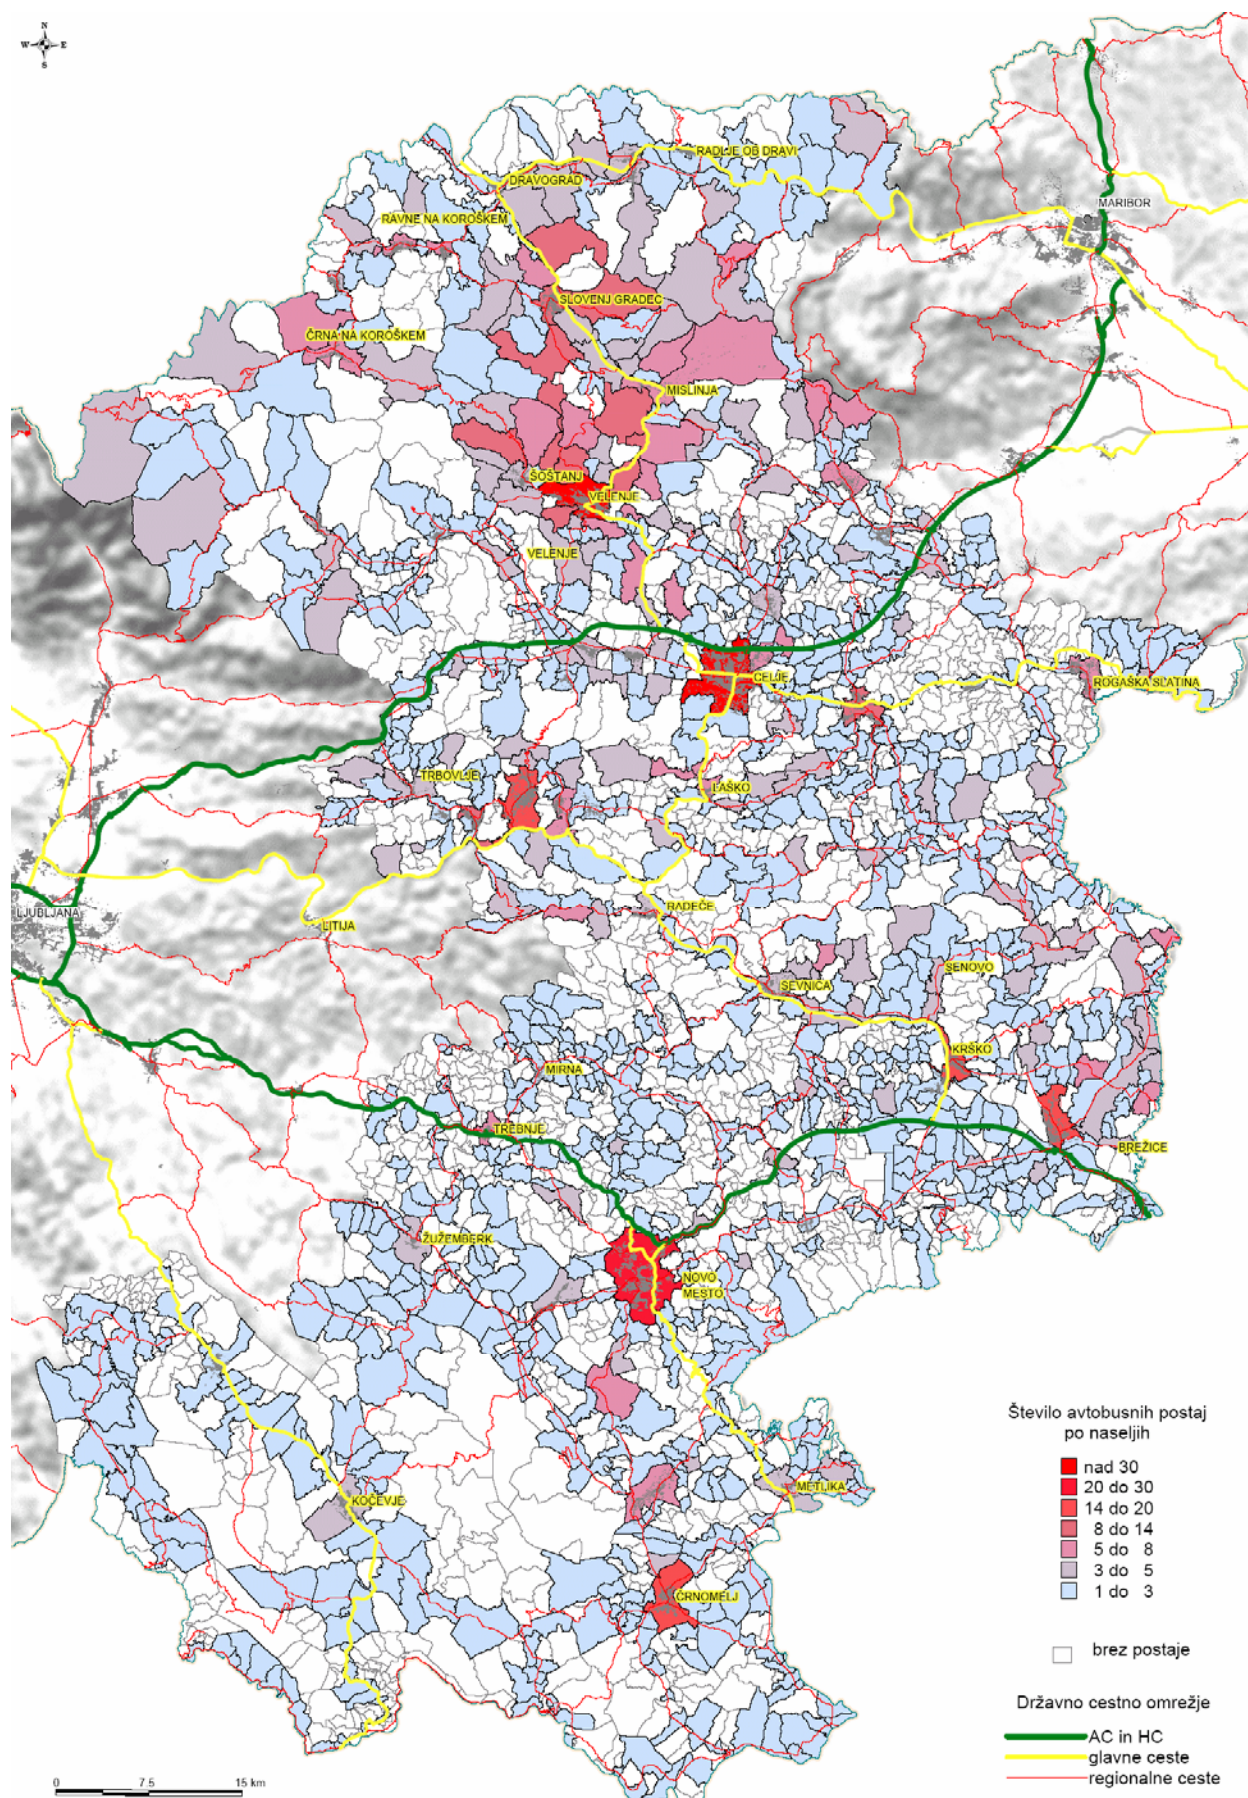 N
W E
S
MARIBOR
RADLJE OB DRAVI
DRAVOGRAD
RAVNE NA KOROŠKEM
SLOVENJ GRADEC
ČRNA NA KOROŠKEM
MISLINJA
ŠOŠTANJ
VELENJE
VELENJE
CELJE
ROGAŠKA SLATINA
TRBOVLJE
LAŠKO
RADEČE
LJUBLJANA
LITIJA
SENOVO
SEVNICA
KRŠKO
MIRNA
TREBNJE
BREŽICE
ŽUŽEMBERK
NOVO
MESTO
METLIKA
KOČEVJE
ČRNOMELJ
Število avtobusnih postaj
po naseljih
nad 30
20 do 30
14 do 20
8 do 14
5 do 8
3 do 5
1 do 3
brez postaje
Državno cestno omrežje
AC in HC
glavne ceste
regionalne ceste
0 7.5 15 km